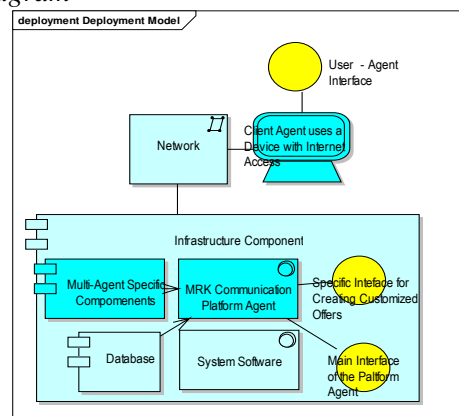 deployment Deployment Model
User - Agent
Interface
Client Agent uses a
Device with Internet
Access
Network
Infrastructure Component
Multi-Agent Specific
Compomenents
MRK Communication
Platform Agent
Specific Inteface for
Creating Customized
Offers
Database
System Software
Main Interface
of the Paltform
Agent